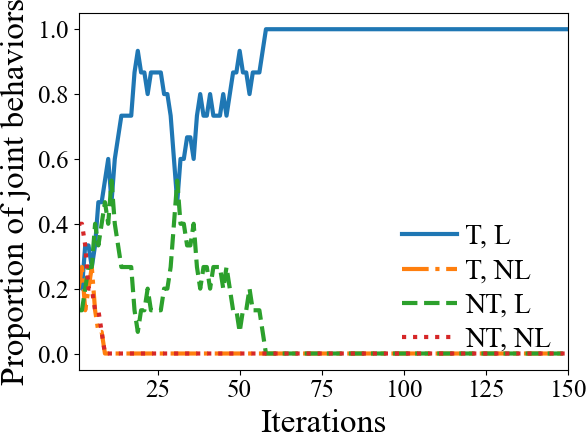 Proportion of joint behaviors
1.0
0.8
0.6
0.4
0.2
0.0
T, L
T, NL
NT, L
NT, NL
25 50 75 100 125 150
Iterations